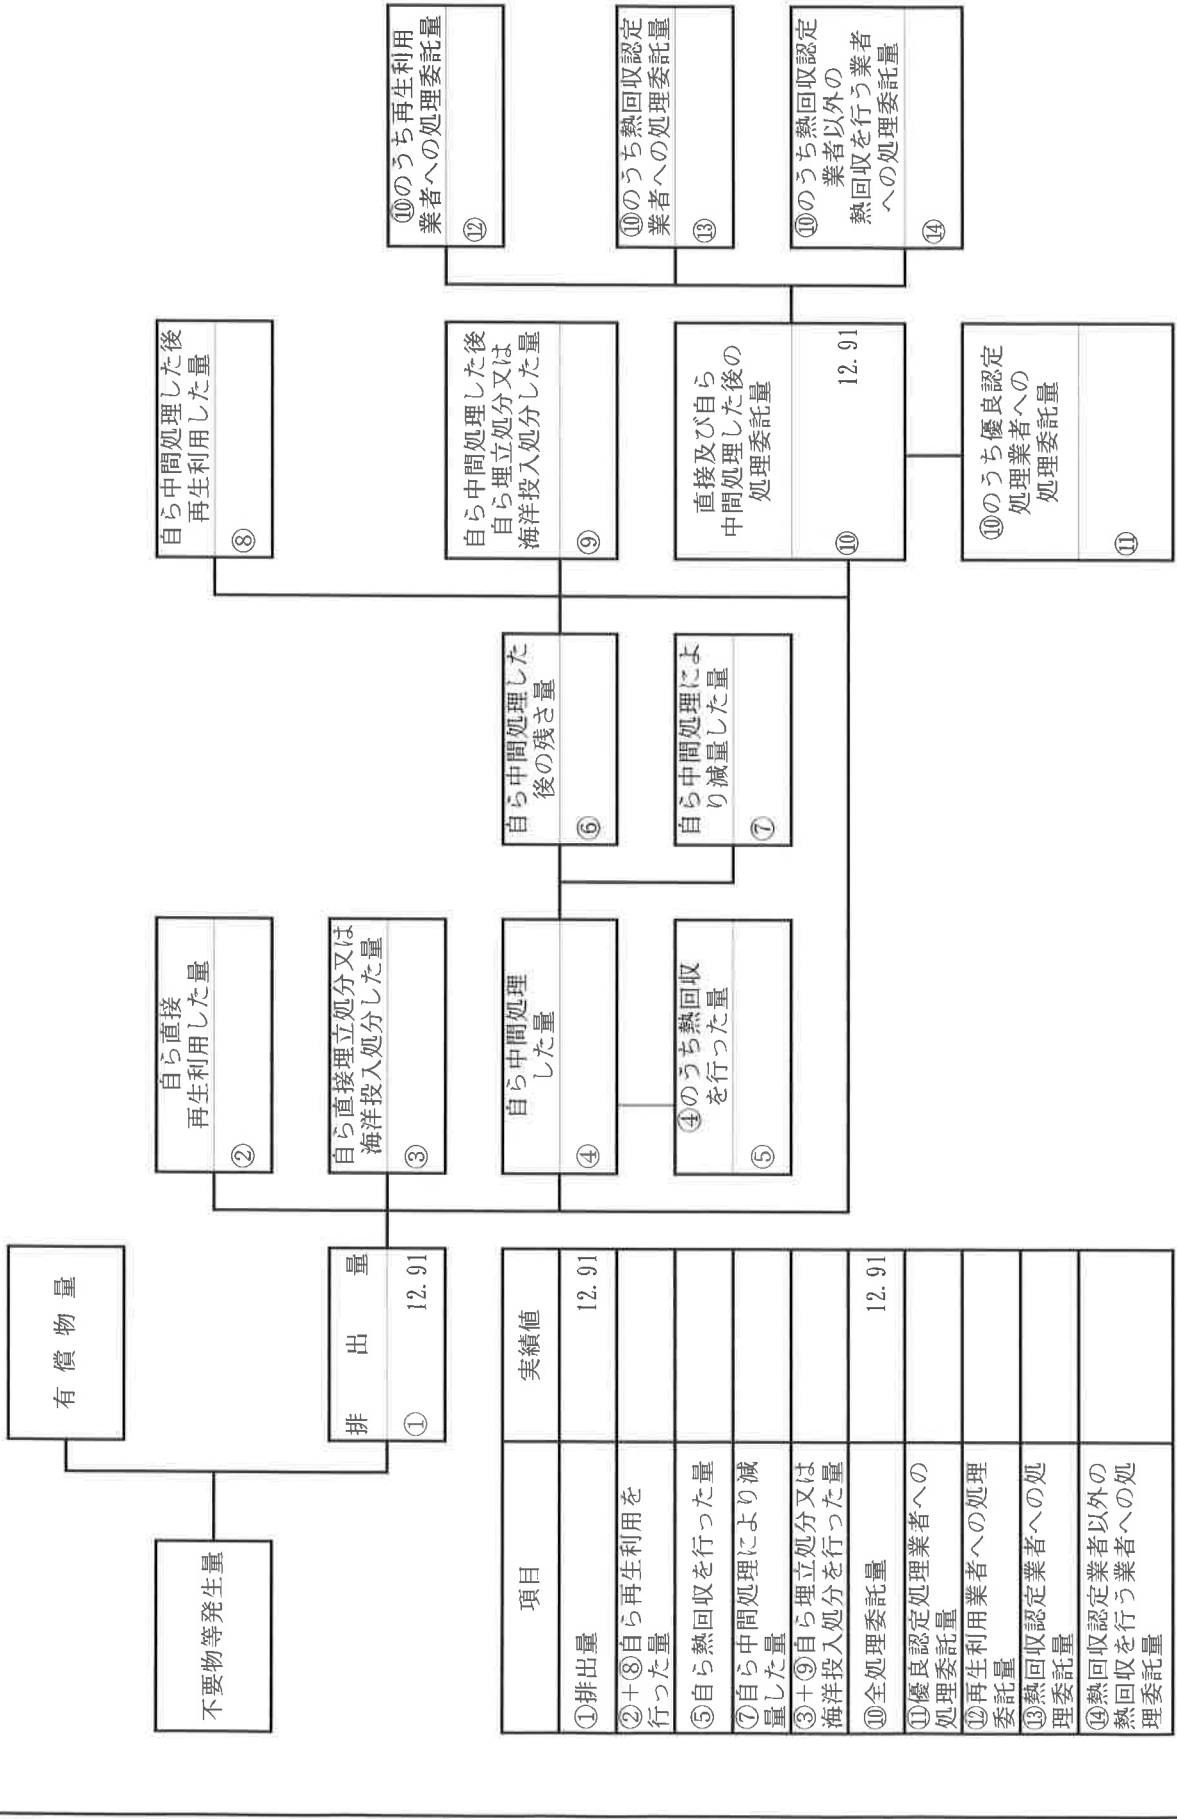 有償物量
不要物等発生量
排出量
① 12.91
自ら直接
再生利用した量
②
自ら直接埋立処分又は
海洋投入処分した量
③
自ら中間処理
した量
④
④のうち熱回収
を行った量
⑤
自ら中間処理した
後の残さ量
⑥
自ら中間処理によ
り減量した量
⑦
自ら中間処理した後
再生利用した量
⑧
自ら中間処理した後
自ら埋立処分又は
海洋投入処分した量
⑨
直接及び自ら
中間処理した後の
処理委託量
⑩ 12.91
⑩のうち優良認定
処理業者への
処理委託量
⑪
⑩のうち再生利用
業者への処理委託量
⑫
⑩のうち熱回収認定
業者への処理委託量
⑬
⑩のうち熱回収認定
業者以外の
熱回収を行う業者
への処理委託量
⑭
項目 実績値
①排出量 12.91
②+⑧自ら再生利用を
行った量
⑤自ら熱回収を行った量
⑦自ら中間処理により減
量した量
③+⑨自ら埋立処分又は
海洋投入処分を行った量
⑩全処理委託量 12.91
⑪優良認定処理業者への
処理委託量
⑫再生利用業者への処理
委託量
⑬熱回収認定業者への処
理委託量
⑭熱回収認定業者以外の
熱回収を行う業者への処
理委託量